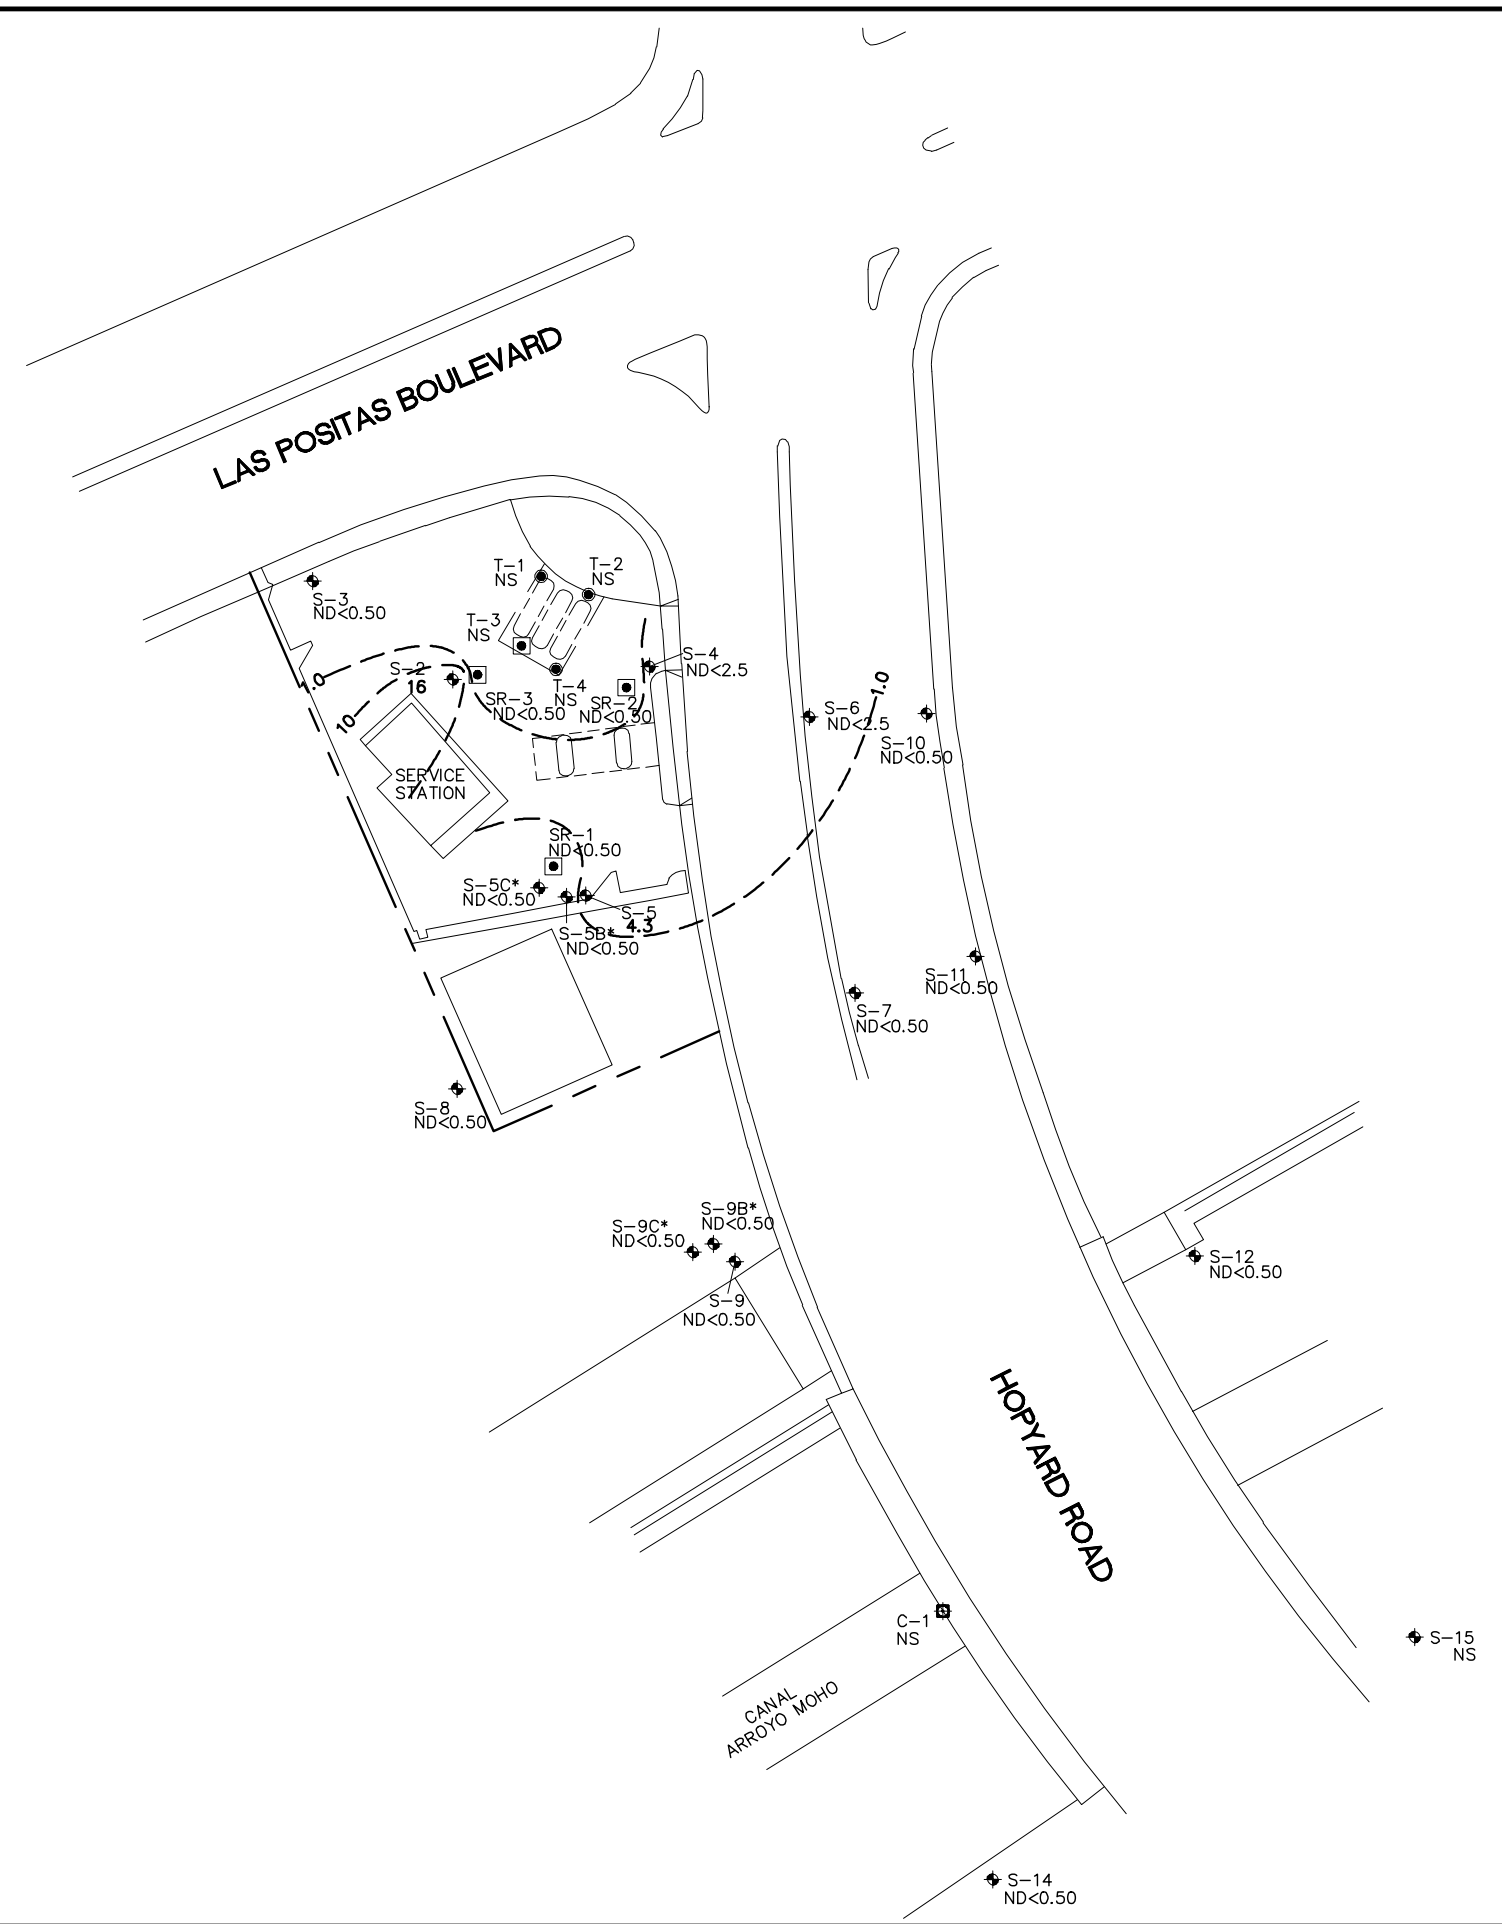 LAS POSITAS BOULEVARD
T-1
NS
T-2
NS
S-3
ND<0.50
T-3
NS
S-4
ND<2.5
S-2
16
1.0
10
T-4
NS
SR-3
ND<0.50
SR-2
ND<0.50
1.0
S-6
ND<2.5
S-10
ND<0.50
SERVICE
STATION
SR-1
ND<0.50
S-5C*
ND<0.50
S-5
4.3
S-5B*
ND<0.50
S-11
ND<0.50
S-7
ND<0.50
S-8
ND<0.50
S-9B*
ND<0.50
S-9C*
ND<0.50
S-12
ND<0.50
S-9
ND<0.50
HOPYARD ROAD
C-1
NS
S-15
NS
CANAL
ARROYO MOHO
S-14
ND<0.50